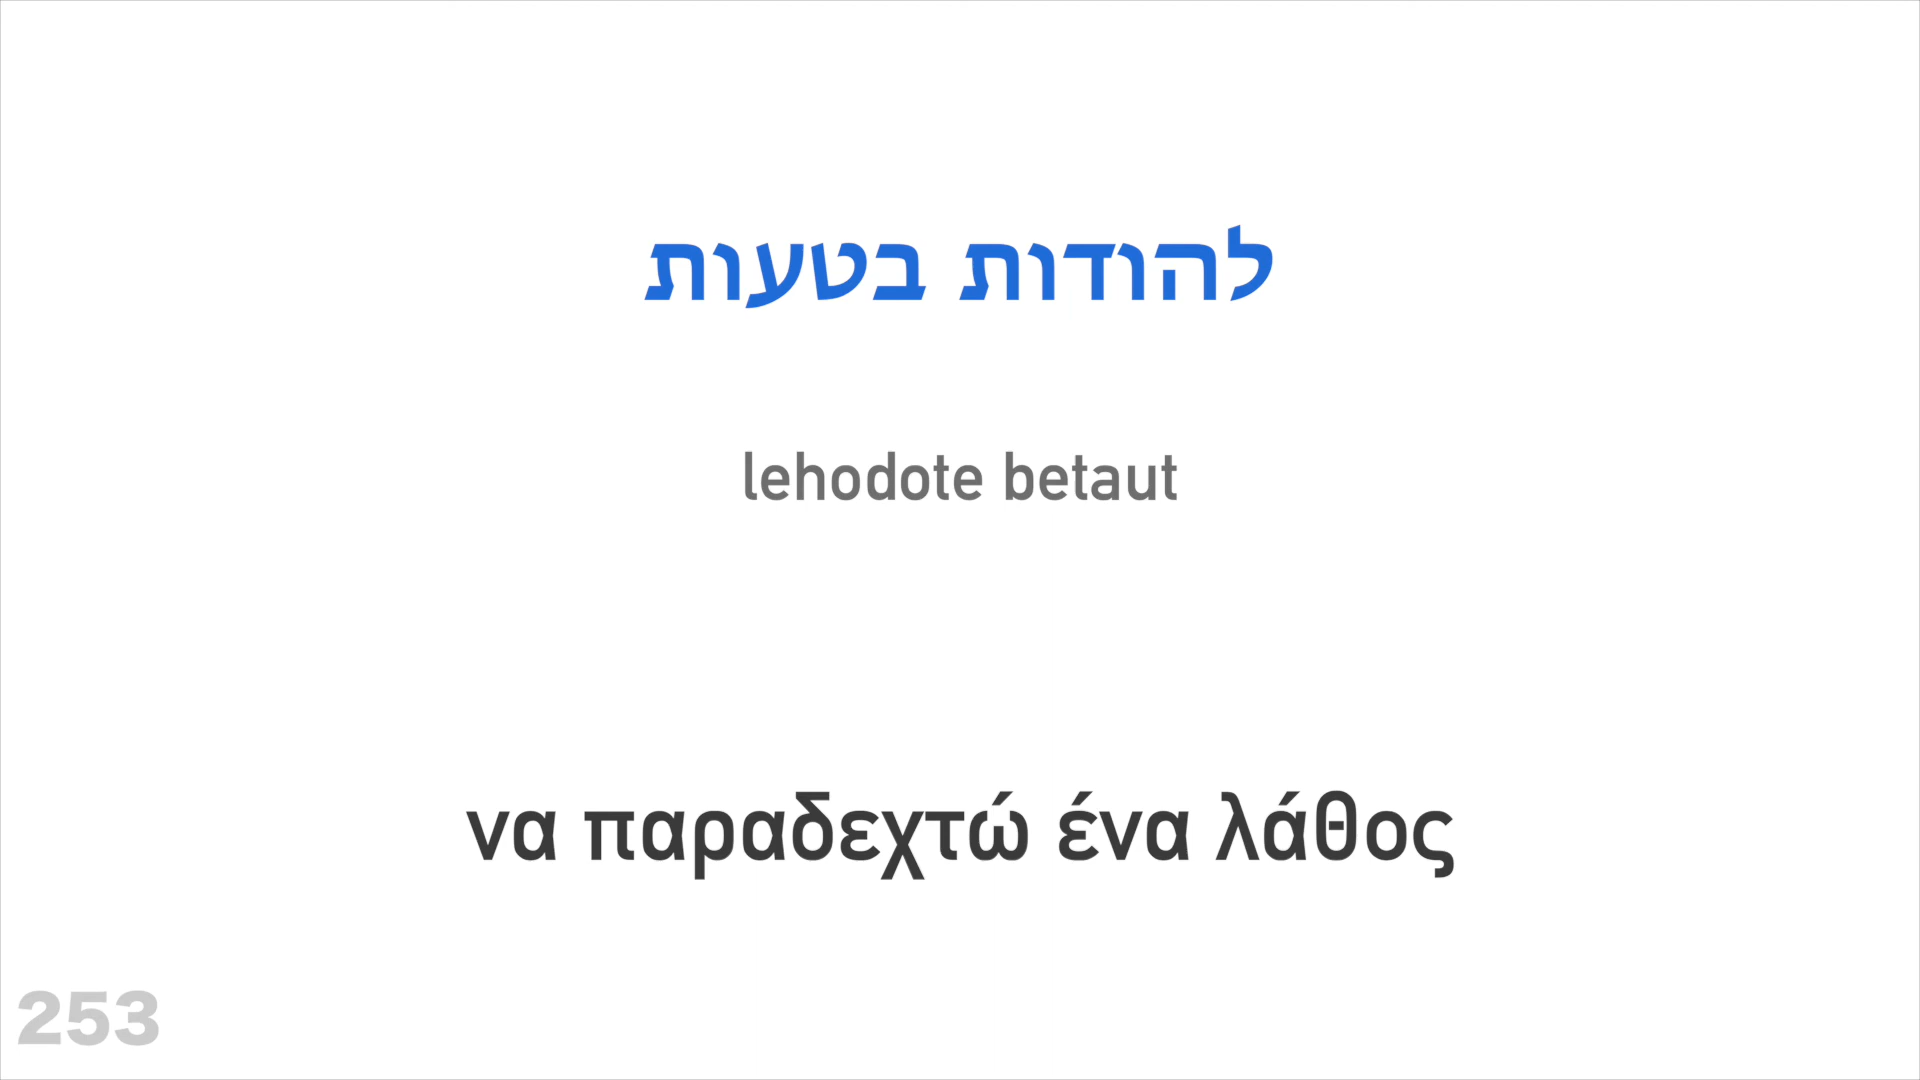 להודות בטעות
lehodote betaut
να παραδεχτώ ένα λάθος
253